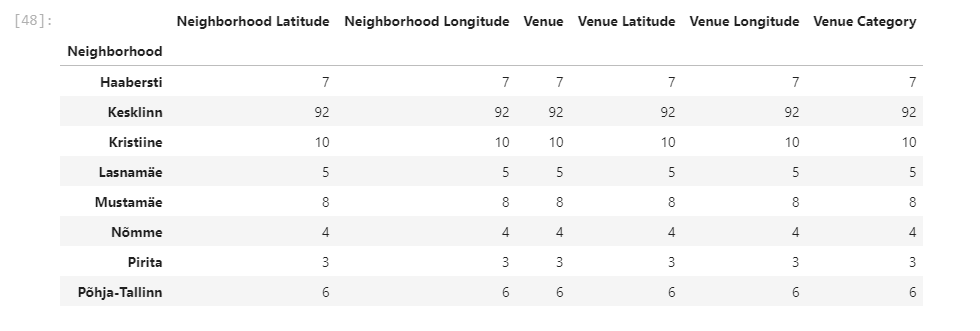 [48]:
Neighborhood Latitude Neighborhood Longitude Venue Venue Latitude Venue Longitude Venue Category
Neighborhood
Haabersti 7 7 7 7 7 7
Kesklinn 92 92 92 92 92 92
Kristiine 10 10 10 10 10 10
Lasnamäe 5 5 5 5 5 5
Mustamäe 8 8 8 8 8 8
Nõmme 4 4 4 4 4 4
Pirita 3 3 3 3 3 3
Põhja-Tallinn 6 6 6 6 6 6